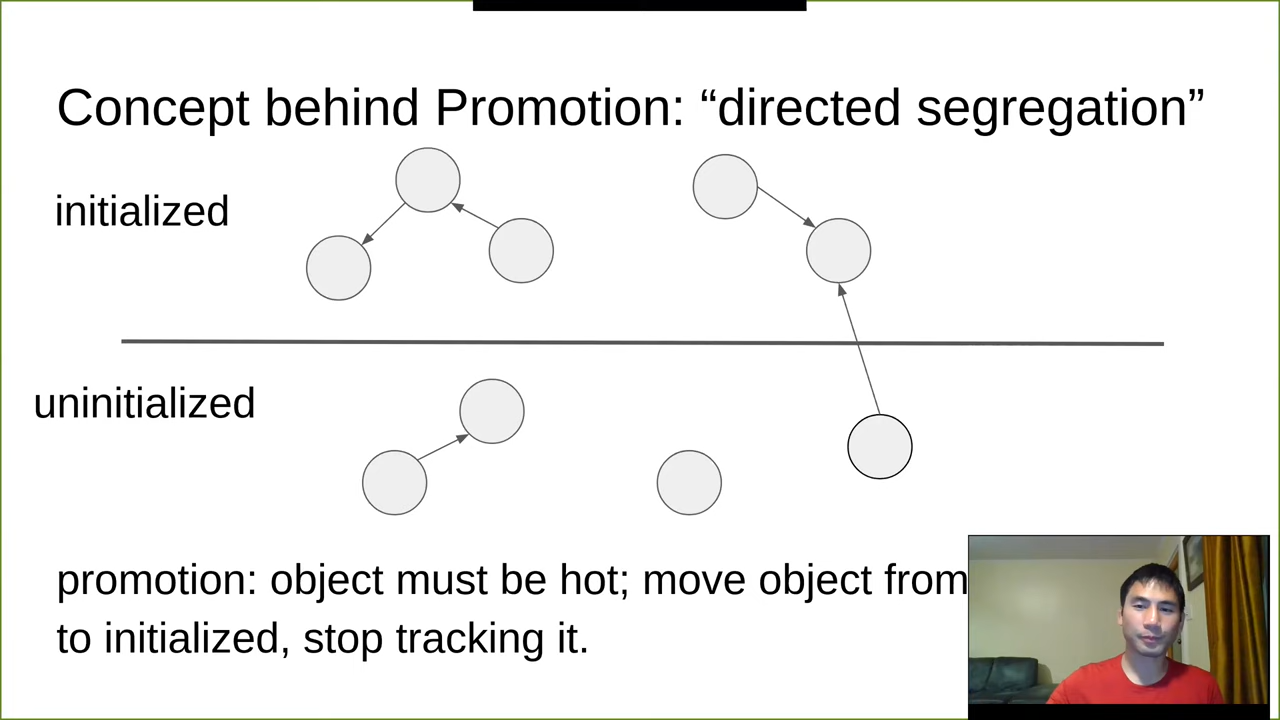 Concept behind Promotion: “directed segregation”
initialized
uninitialized
promotion: object must be hot; move object from
to initialized, stop tracking it.